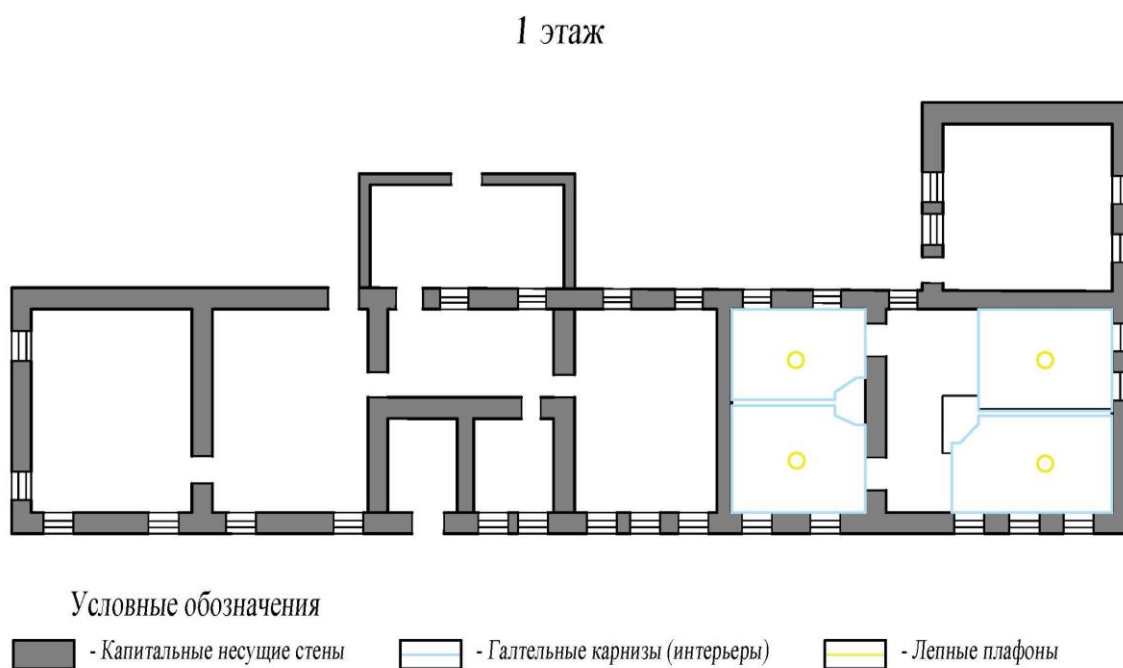 1 этаж
Условные обозначения
- Капитальные несущие стены
- Галтельные карнизы (интерьеры)
- Лепные плафоны